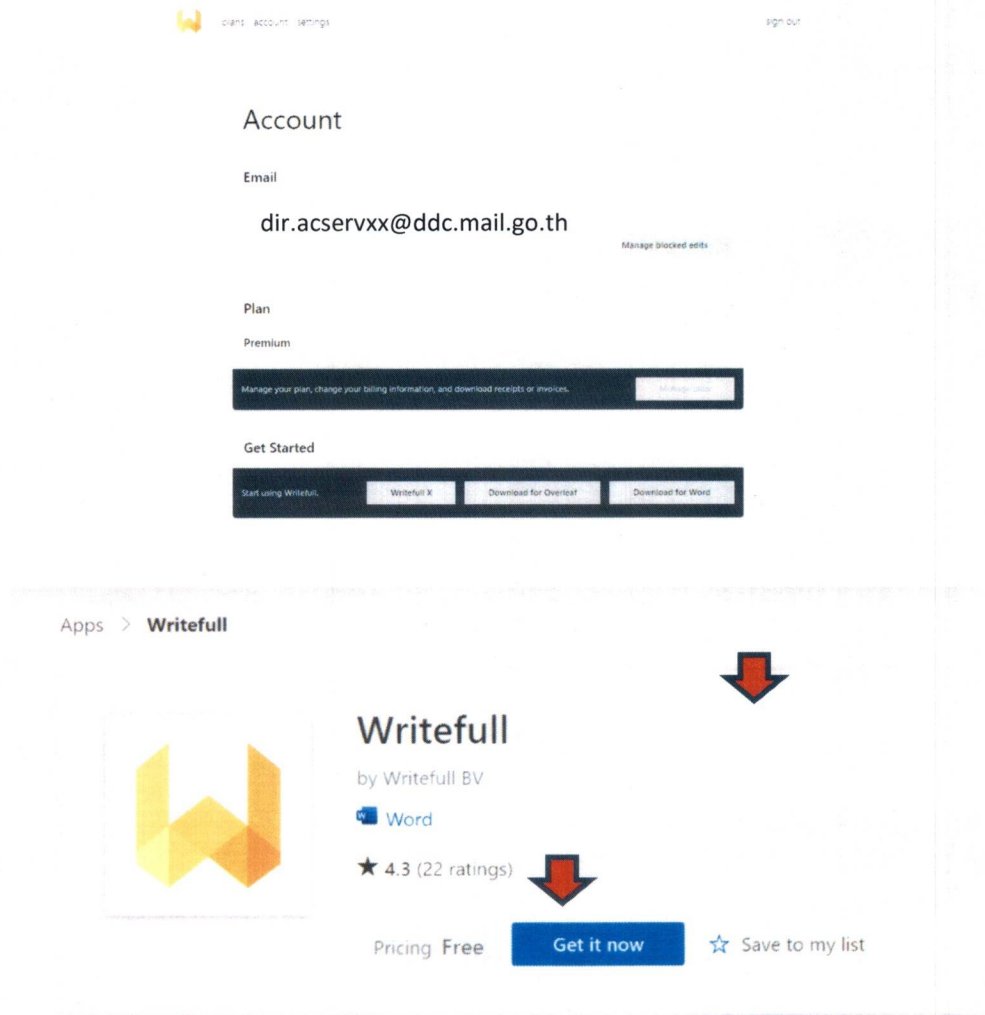 plans account settings sign out
Account
Email
dir.acservxx@ddc.mail.go.th
Manage blocked edits
Plan
Premium
Manage your plan, change your billing information, and download receipts or invoices.
Get Started
Start using Writefull. Writefull X Download for Overleaf Download for Word
Apps > Writefull
Writefull
by Writefull BV
Word
★ 4.3 (22 ratings)
Pricing Free Get it now ☆ Save to my list